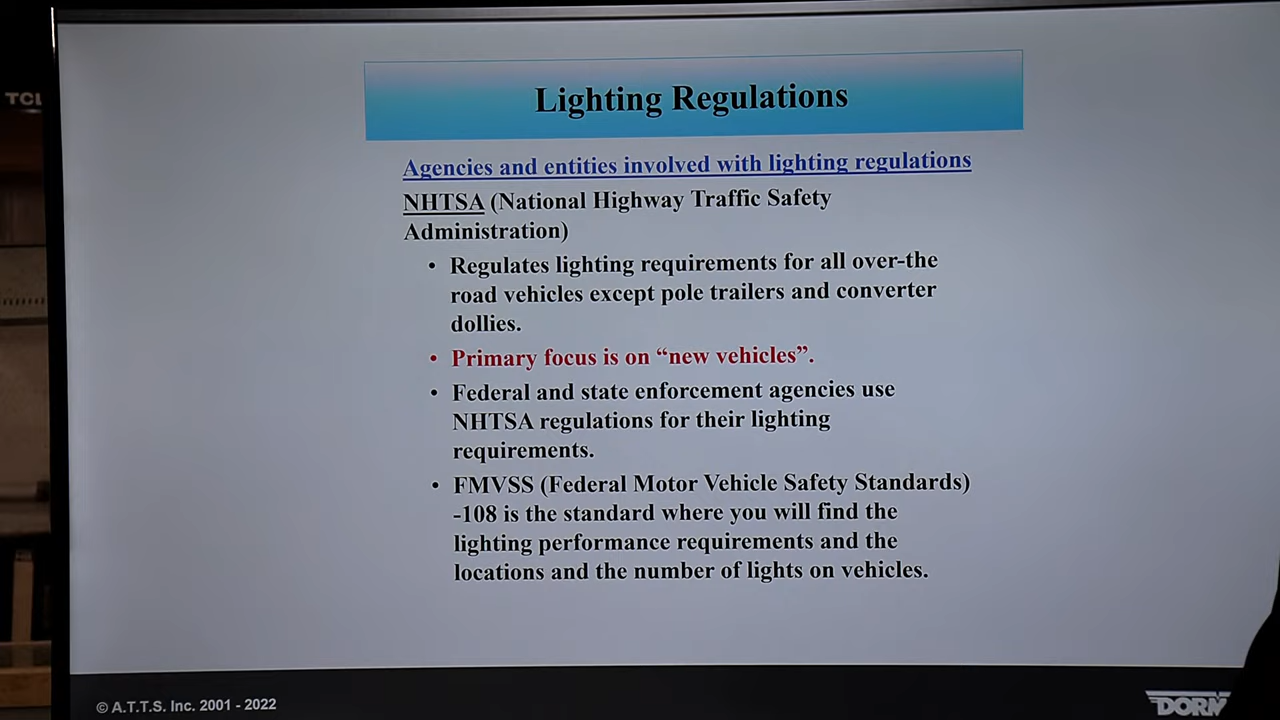 TCL
Lighting Regulations
Agencies and entities involved with lighting regulations
NHTSA (National Highway Traffic Safety
Administration)
• Regulates lighting requirements for all over-the
road vehicles except pole trailers and converter
dollies.
• Primary focus is on “new vehicles”.
• Federal and state enforcement agencies use
NHTSA regulations for their lighting
requirements.
• FMVSS (Federal Motor Vehicle Safety Standards)
-108 is the standard where you will find the
lighting performance requirements and the
locations and the number of lights on vehicles.
© A.T.T.S. Inc. 2001 - 2022